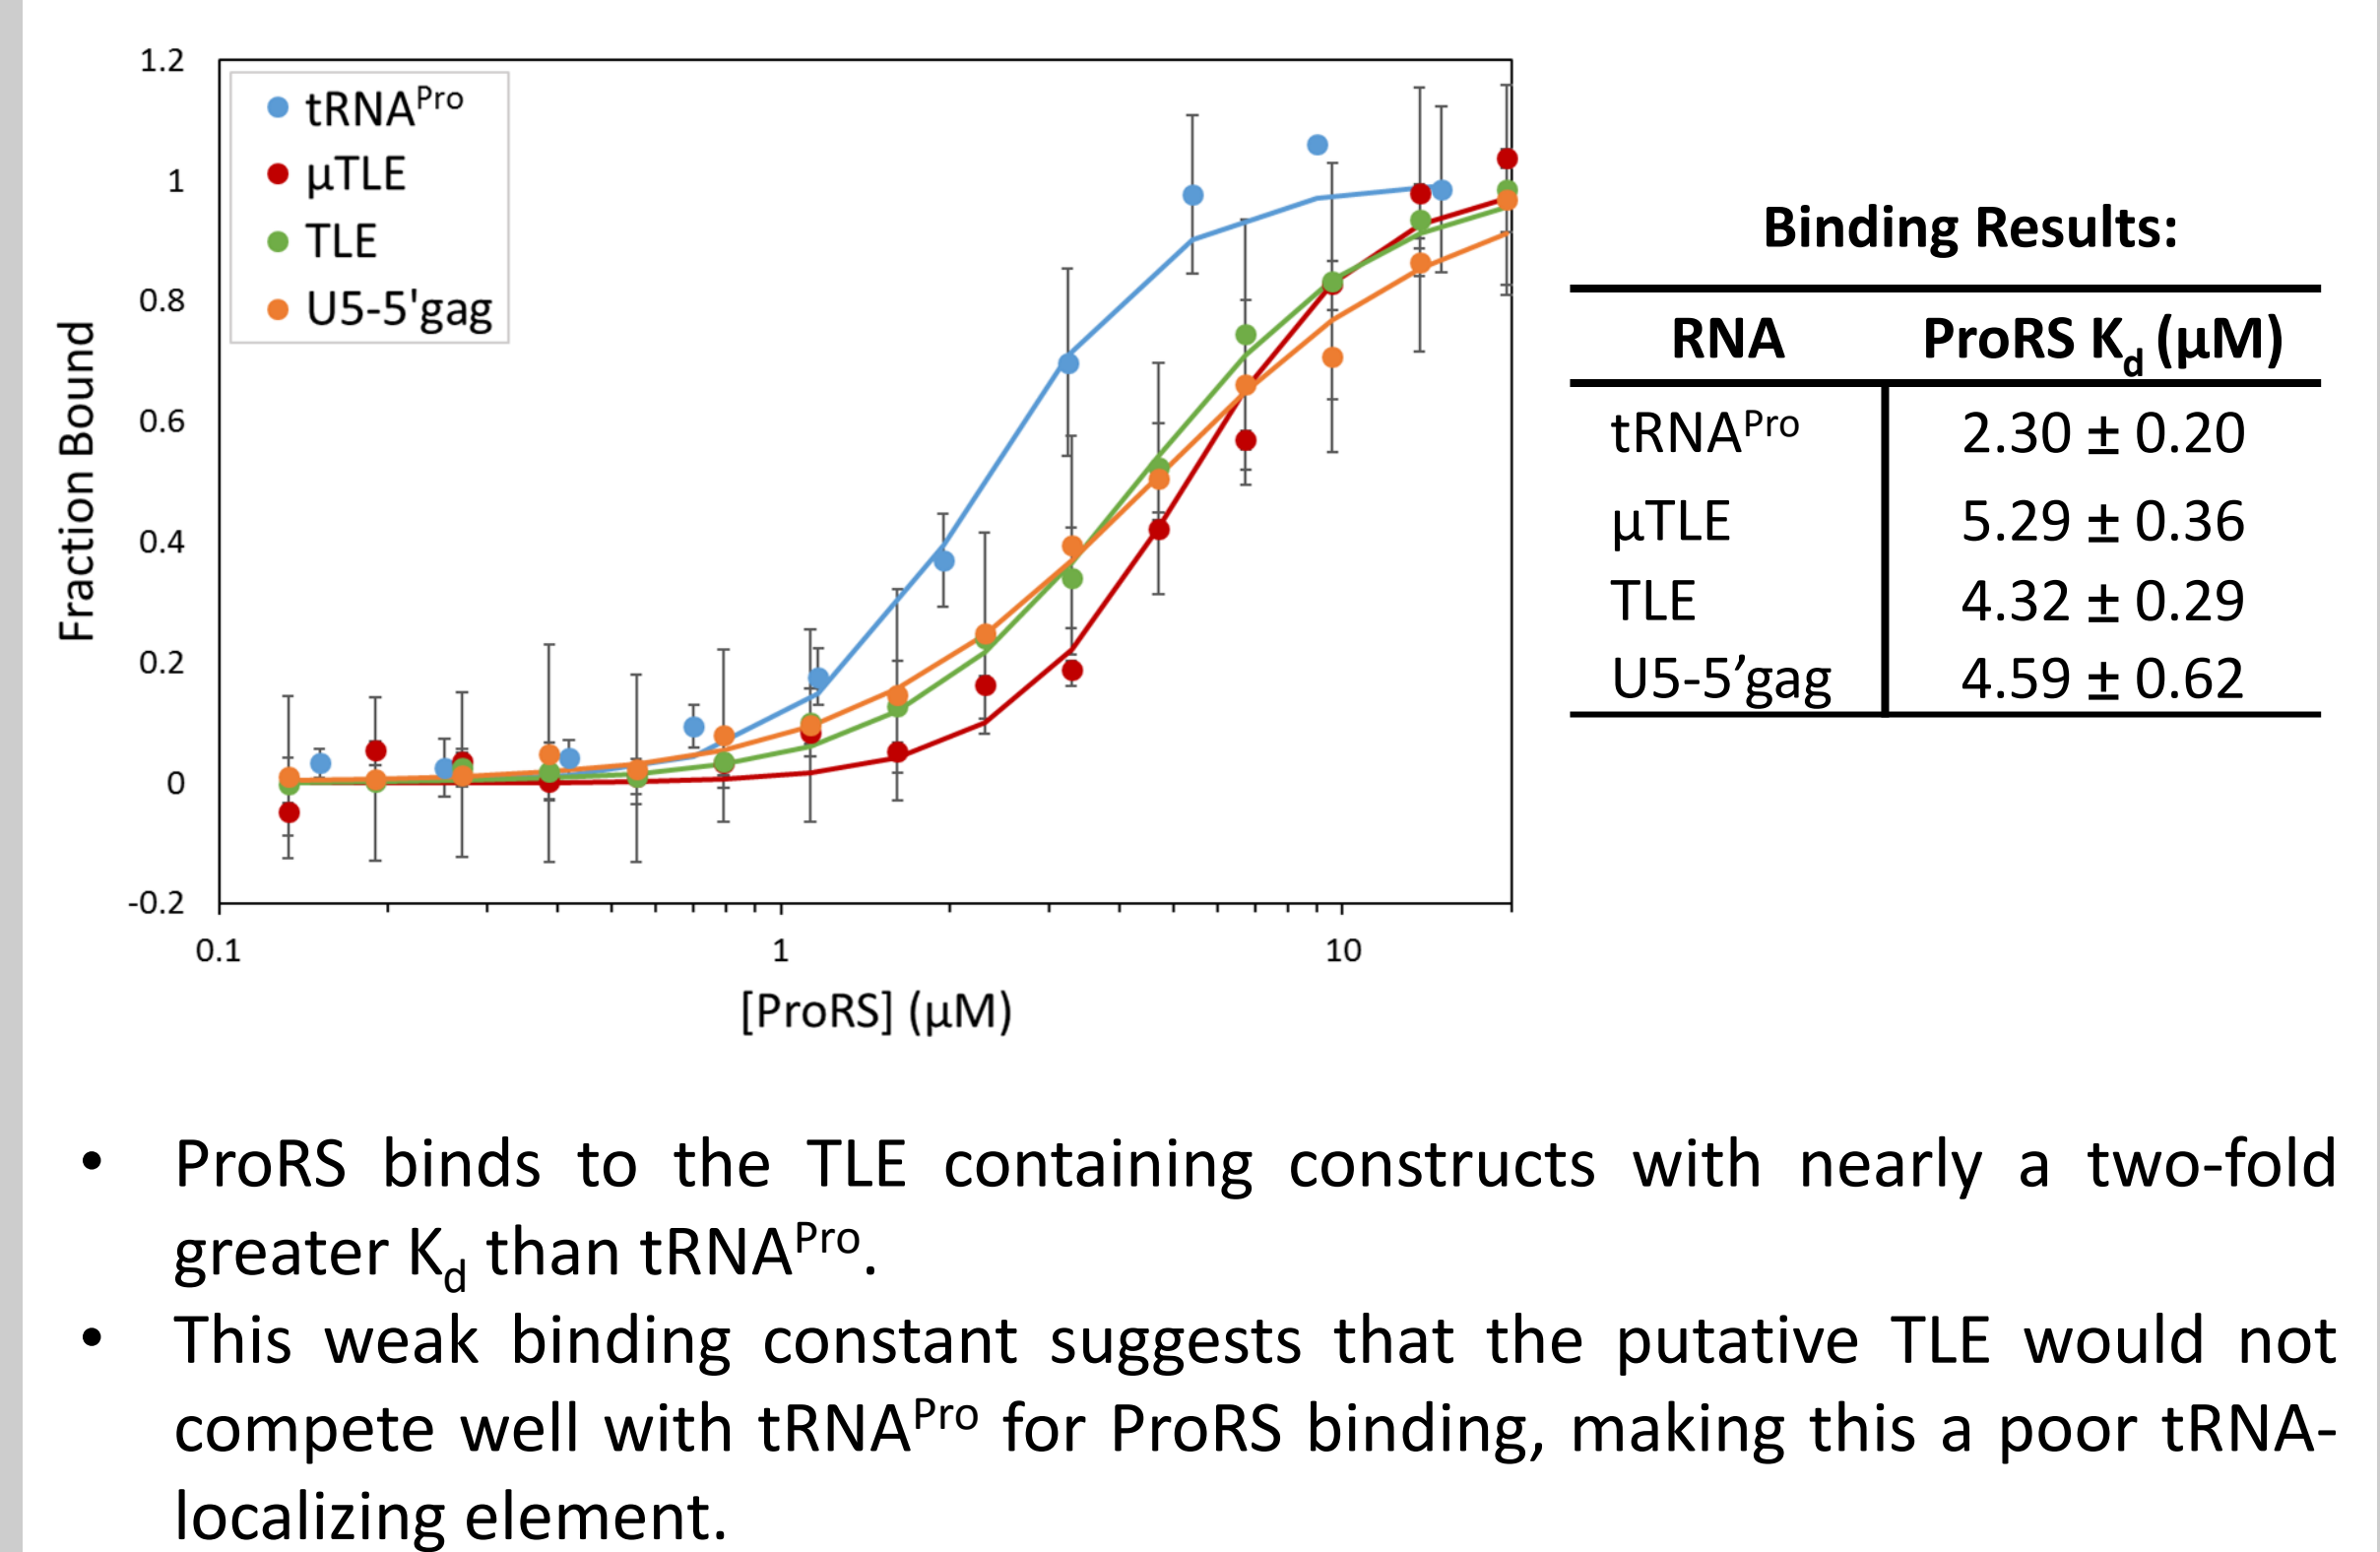 1.2
1
0.8
0.6
0.4
0.2
0
-0.2
Fraction Bound
tRNAPro
µTLE
TLE
U5-5'gag
0.1 1 10
[ProRS] (µM)
Binding Results:
RNA ProRS Kd (µM)
tRNAPro 2.30 ± 0.20
µTLE 5.29 ± 0.36
TLE 4.32 ± 0.29
U5-5’gag 4.59 ± 0.62
• ProRS binds to the TLE containing constructs with nearly a two-fold
greater Kd than tRNAPro.
• This weak binding constant suggests that the putative TLE would not
compete well with tRNAPro for ProRS binding, making this a poor tRNA-
localizing element.